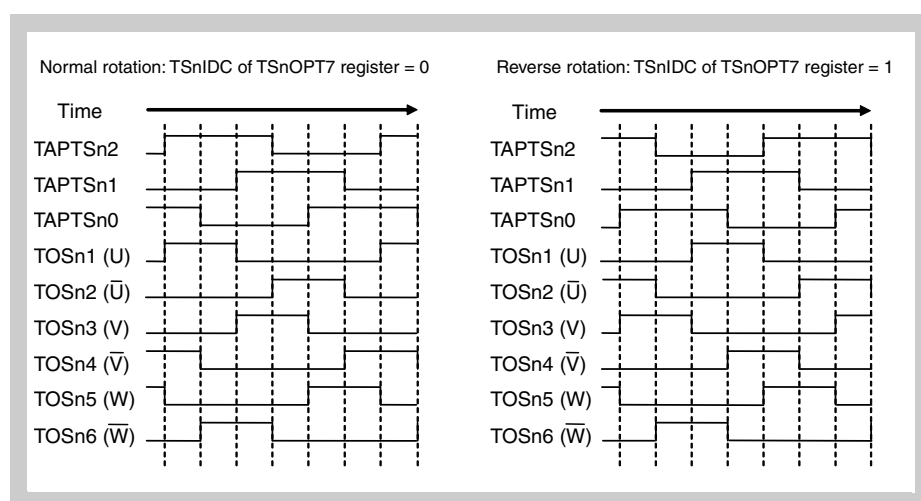 Normal rotation: TSnIDC of TSnOPT7 register = 0
Time
TAPTSn2
TAPTSn1
TAPTSn0
TOSn1 (U)
TOSn2 (U̅)
TOSn3 (V)
TOSn4 (V̅)
TOSn5 (W)
TOSn6 (W̅)
Reverse rotation: TSnIDC of TSnOPT7 register = 1
Time
TAPTSn2
TAPTSn1
TAPTSn0
TOSn1 (U)
TOSn2 (U̅)
TOSn3 (V)
TOSn4 (V̅)
TOSn5 (W)
TOSn6 (W̅)